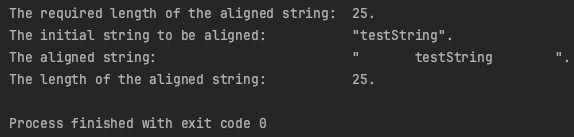 The required length of the aligned string:  25.
The initial string to be aligned:           "testString".
The aligned string:                         "       testString        ".
The length of the aligned string:           25.

Process finished with exit code 0